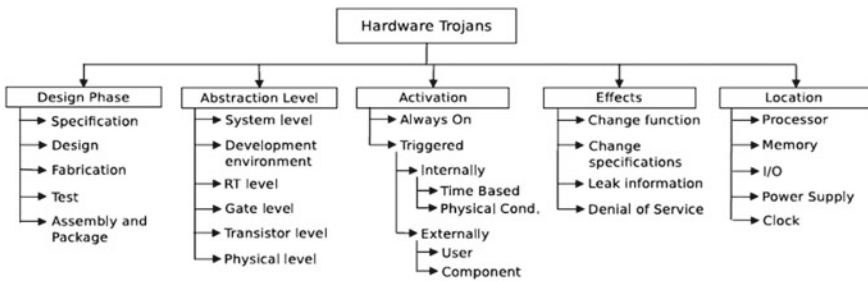 Hardware Trojans
Design Phase
Specification
Design
Fabrication
Test
Assembly and
Package
Abstraction Level
System level
Development
environment
RT level
Gate level
Transistor level
Physical level
Activation
Always On
Triggered
Internally
Time Based
Physical Cond.
Externally
User
Component
Effects
Change function
Change
specifications
Leak information
Denial of Service
Location
Processor
Memory
I/O
Power Supply
Clock